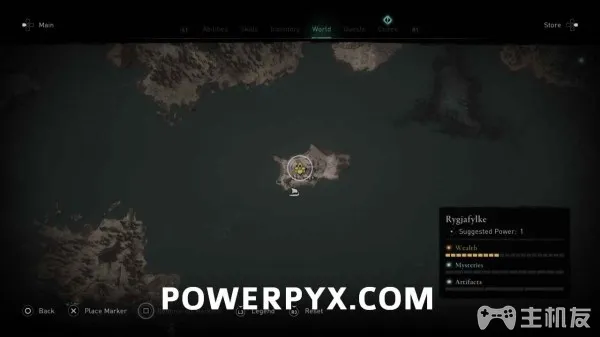 Main
Store
World
Rygjafylke
Suggested Power: 1
Wealth
Mysteries
Artifacts
Back
Place Marker
Legend
Reset
POWERPYX.COM
主机友